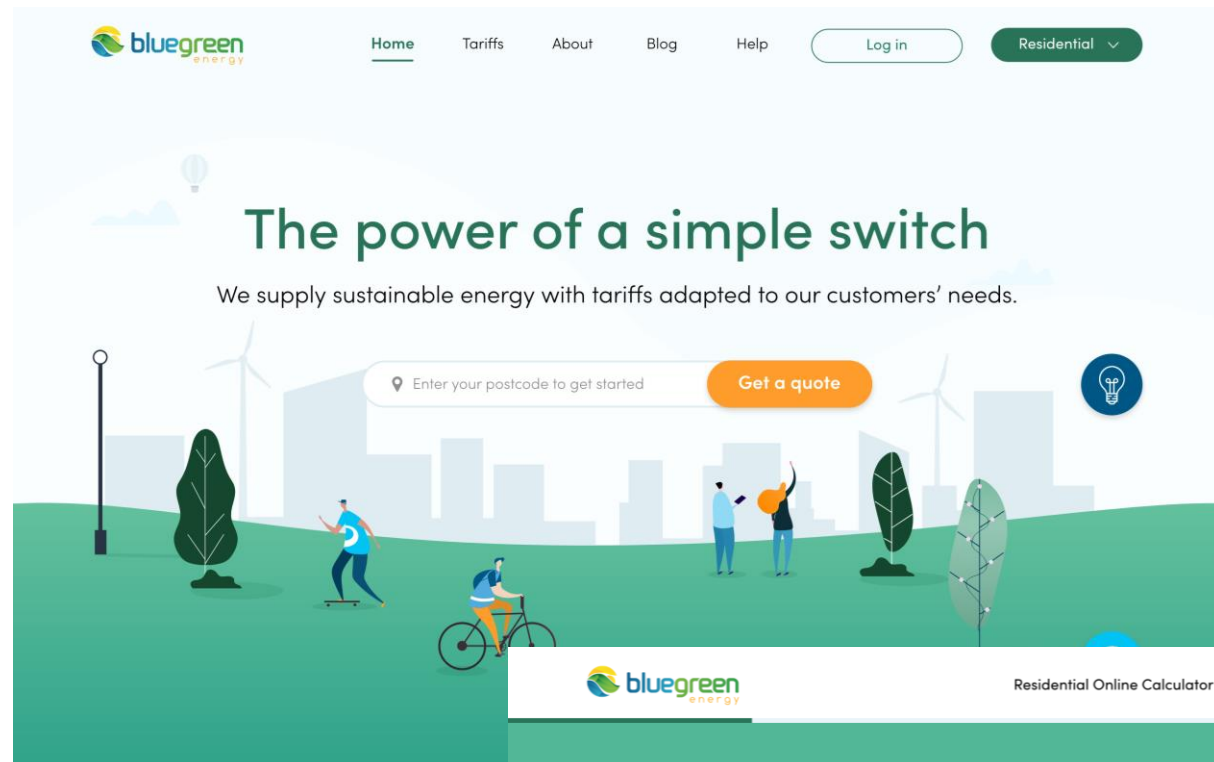 bluegreen
energy
Home Tariffs About Blog Help Log in Residential
The power of a simple switch
We supply sustainable energy with tariffs adapted to our customers’ needs.
Enter your postcode to get started Get a quote
bluegreen
energy
Residential Online Calculator